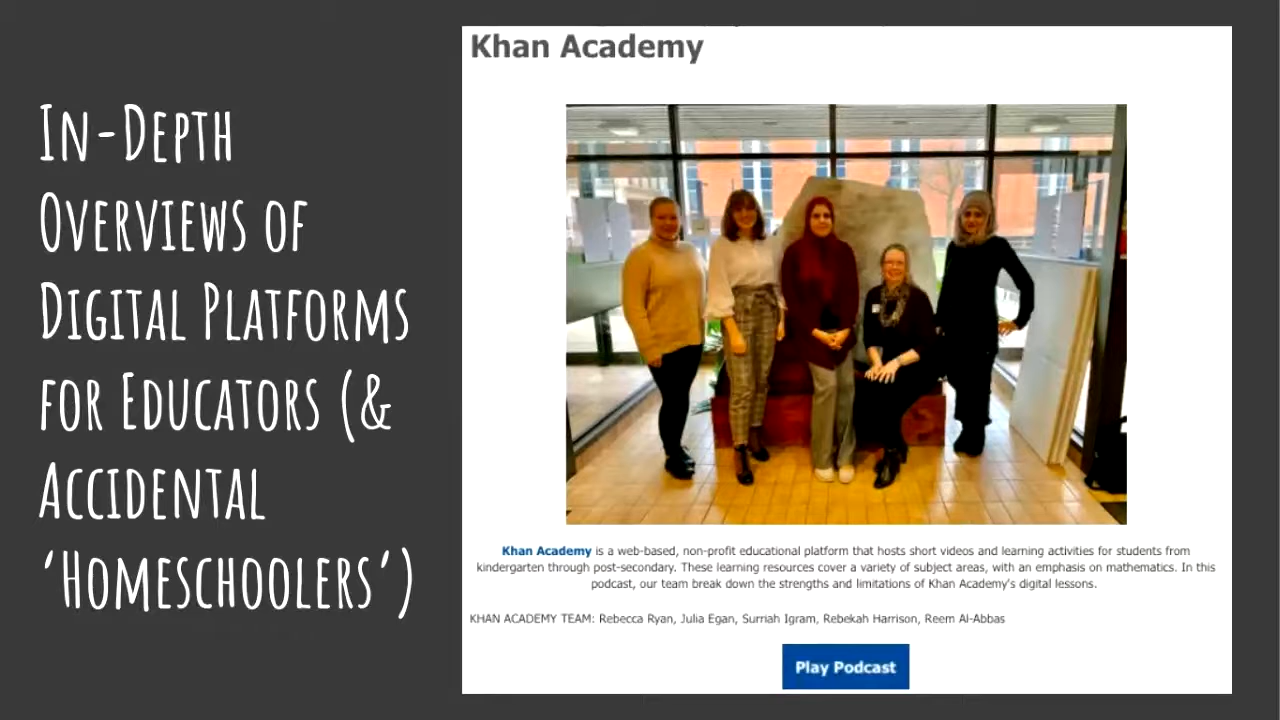 In-Depth
Overviews of
Digital Platforms
for Educators (&
Accidental
‘Homeschoolers’)
Khan Academy
Khan Academy is a web-based, non-profit educational platform that hosts short videos and learning activities for students from
kindergarten through post-secondary. These learning resources cover a variety of subject areas, with an emphasis on mathematics. In this
podcast, our team break down the strengths and limitations of Khan Academy's digital lessons.
KHAN ACADEMY TEAM: Rebecca Ryan, Julia Egan, Surriah Igram, Rebekah Harrison, Reem Al-Abbas
Play Podcast